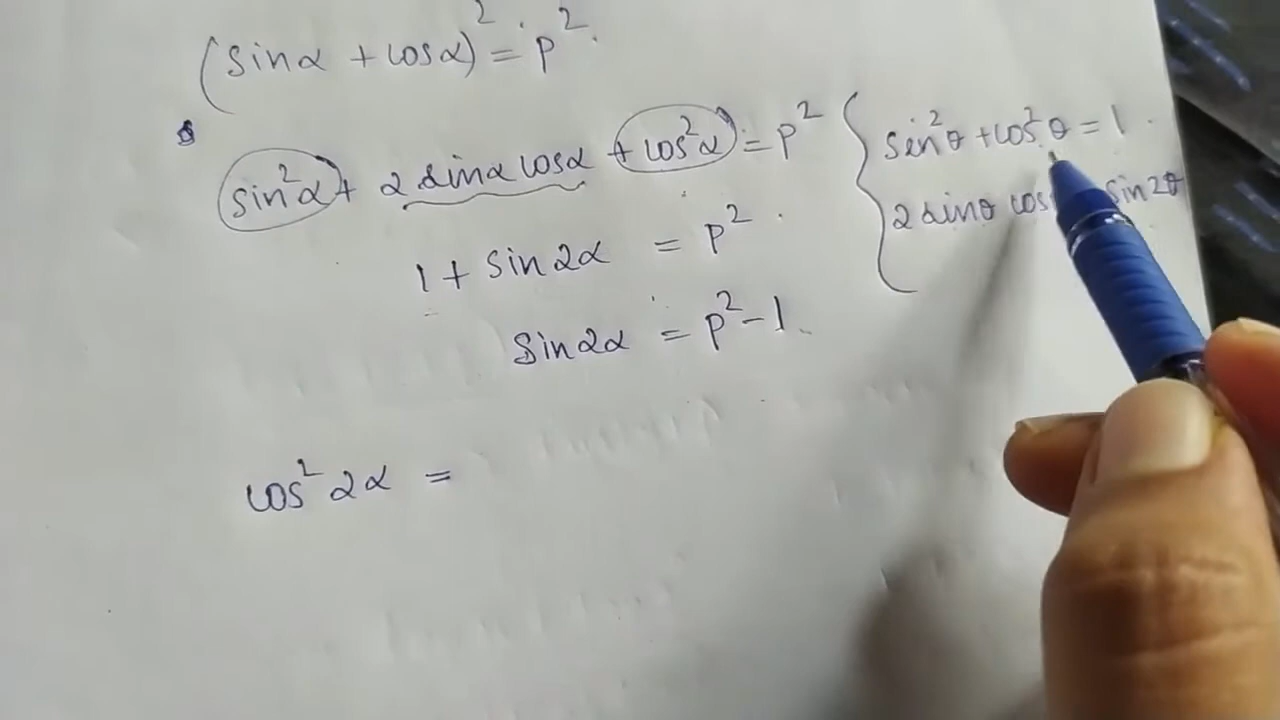 (sinα + cosα)² = p².
sin²α + 2 sinα cosα + cos²α = p²
{ sin²θ + cos²θ = 1
2 sinθ cos sin2θ
1 + sin2α = p²
sin2α = p² - 1
cos² 2α =